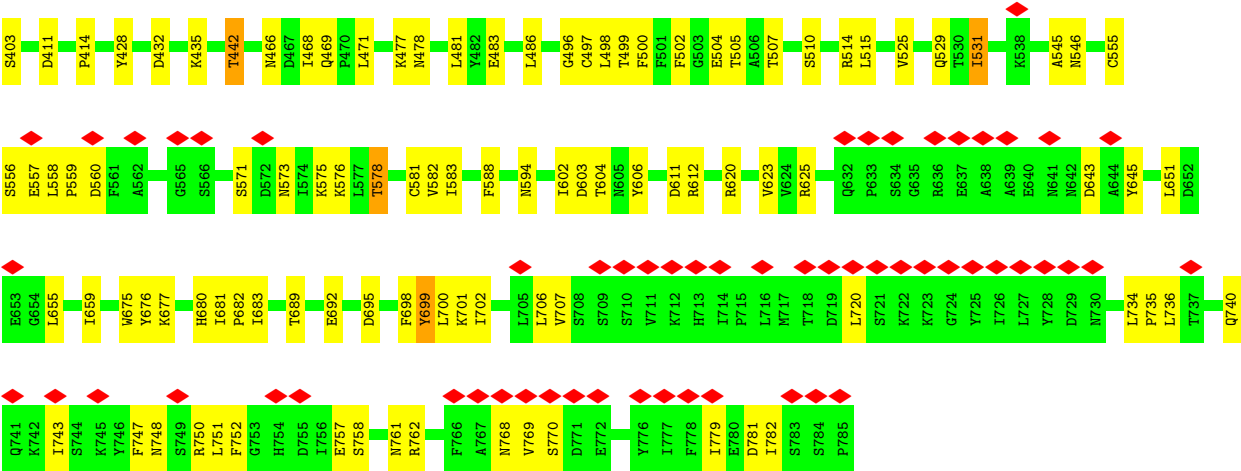 S403 D411 P414 Y428 D432 K435 T442 N466 D467 I468 Q469 P470 L471 K477 N478 L481 Y482 E483 L486 G496 C497 L498 T499 F500 F501 F502 G503 E504 T505 A506 T507 S510 R514 L515 V525 Q529 T530 I531 K538 A545 N546 C555
S556 E557 L558 P559 D560 F561 A562 G565 S566 S571 D572 N573 I574 K575 K576 L577 T578 C581 V582 I583 F588 N594 I602 D603 T604 N605 Y606 D611 R612 R620 V623 V624 R625 Q632 P633 S634 G635 R636 E637 A638 A639 E640 N641 N642 D643 A644 Y645 L651 D652
E653 G654 L655 I659 W675 Y676 K677 H680 I681 P682 I683 T689 E692 D695 F698 Y699 L700 K701 I702 L705 L706 V707 S708 S709 S710 V711 K712 H713 I714 P715 L716 M717 T718 D719 L720 S721 K722 K723 G724 Y725 I726 L727 Y728 D729 N730 L734 P735 L736 T737 Q740
Q741 K742 I743 S744 K745 Y746 F747 N748 S749 R750 L751 F752 G753 H754 D755 I756 E757 S758 N761 R762 F766 A767 N768 V769 S770 D771 E772 Y776 I777 F778 I779 E780 D781 I782 S783 S784 P785